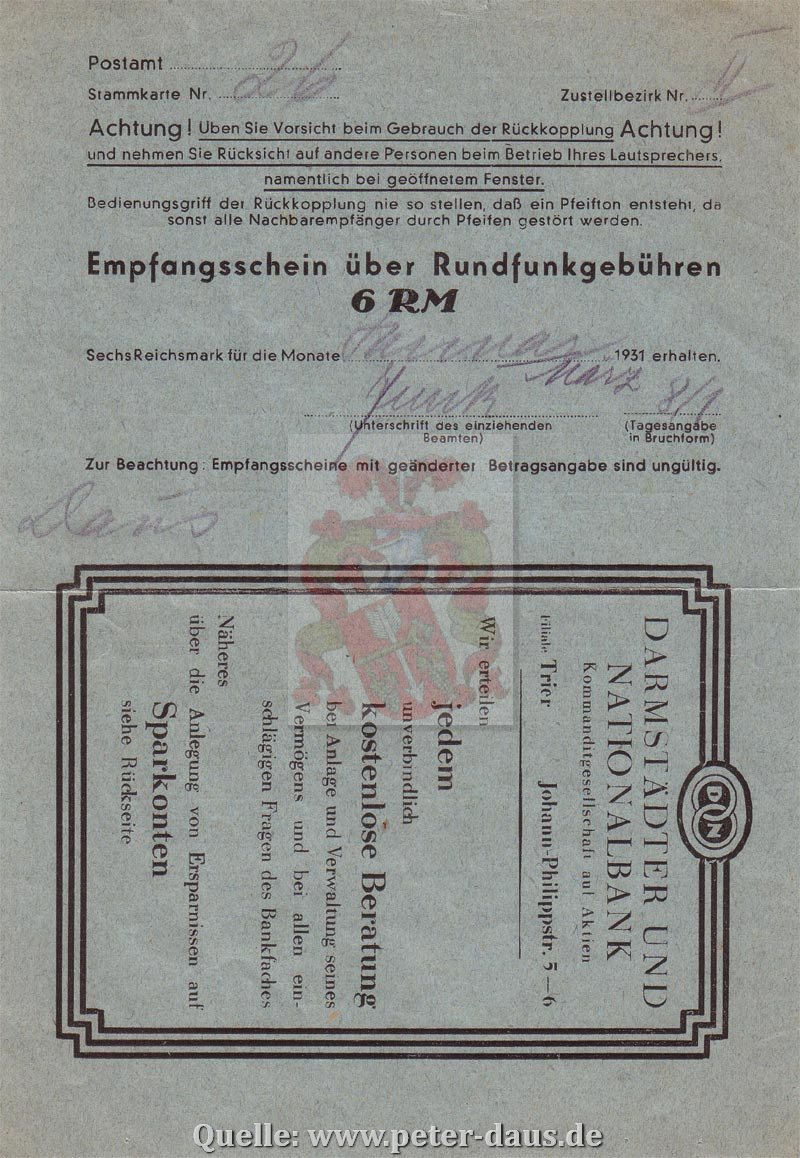 Postamt
Stammkarte Nr. 26 Zustellbezirk Nr. II
Achtung! Üben Sie Vorsicht beim Gebrauch der Rückkopplung Achtung!
und nehmen Sie Rücksicht auf andere Personen beim Betrieb Ihres Lautsprechers,
namentlich bei geöffnetem Fenster.
Bedienungsgriff der Rückkopplung nie so stellen, daß ein Pfeifton entsteht, da
sonst alle Nachbarempfänger durch Pfeifen gestört werden.
Empfangsschein über Rundfunkgebühren
6 RM
Sechs Reichsmark für die Monate Januar 1931 erhalten.
März
8/1
(Unterschrift des einziehenden
Beamten)
(Tagesangabe
in Bruchform)
Zur Beachtung: Empfangsscheine mit geänderter Betragsangabe sind ungültig.
Daus
DN
DARMSTÄDTER UND
NATIONALBANK
Kommanditgesellschaft auf Aktien
Filiale Trier Johann-Philippstr. 5—6
Wir erteilen
jedem
unverbindlich
kostenlose Beratung
bei Anlage und Verwaltung seines
Vermögens und bei allen ein-
schlägigen Fragen des Bankfaches
Näheres
über die Anlegung von Ersparnissen auf
Sparkonten
siehe Rückseite
Quelle: www.peter-daus.de